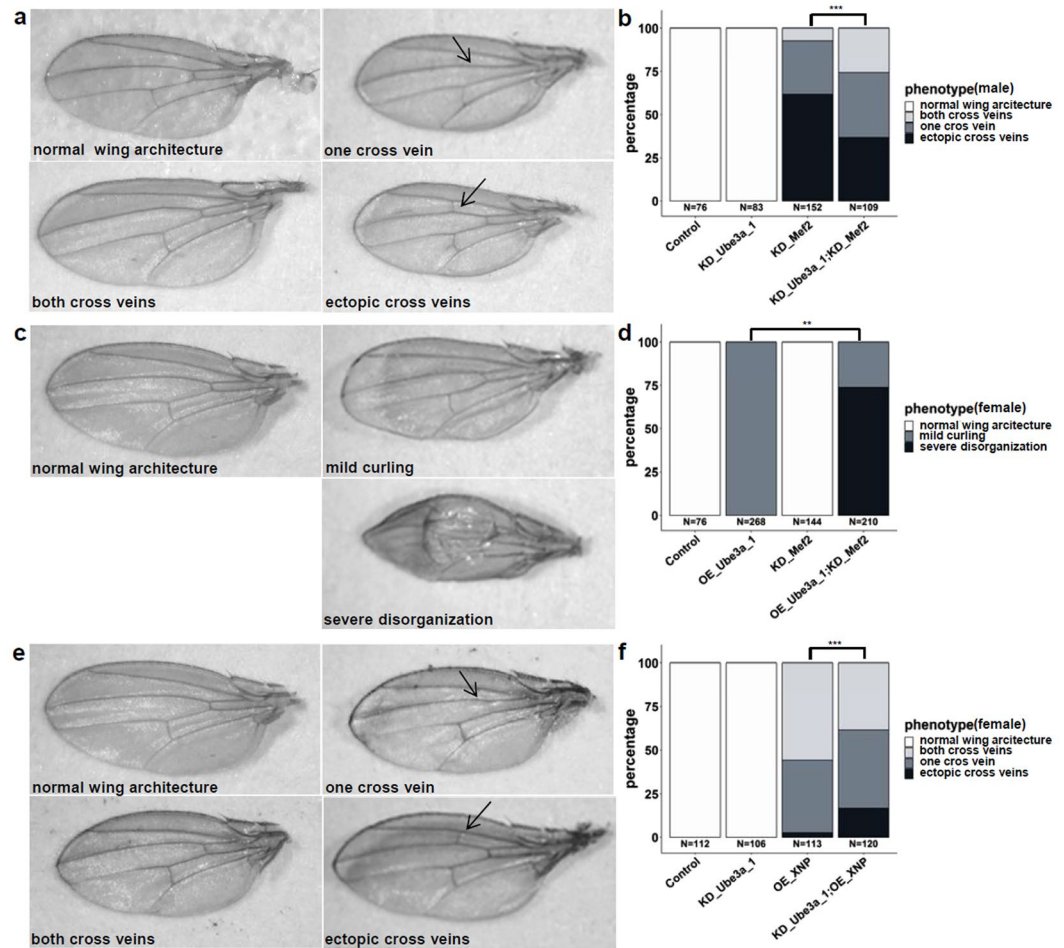 a
normal wing architecture
one cross vein
both cross veins
ectopic cross veins
b
***
percentage
100
75
50
25
0
N=76
N=83
N=152
N=109
Control
KD_Ube3a_1
KD_Mef2
KD_Ube3a_1;KD_Mef2
phenotype(male)
normal wing arcitecture
both cross veins
one cros vein
ectopic cross veins
c
normal wing architecture
mild curling
severe disorganization
d
**
percentage
100
75
50
25
0
N=76
N=268
N=144
N=210
Control
OE_Ube3a_1
KD_Mef2
OE_Ube3a_1;KD_Mef2
phenotype(female)
normal wing arcitecture
mild curling
severe disorganization
e
normal wing architecture
one cross vein
both cross veins
ectopic cross veins
f
***
percentage
100
75
50
25
0
N=112
N=106
N=113
N=120
Control
KD_Ube3a_1
OE_XNP
KD_Ube3a_1;OE_XNP
phenotype(female)
normal wing arcitecture
both cross veins
one cros vein
ectopic cross veins